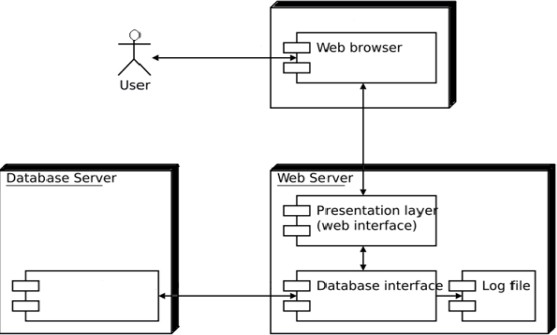 Web browser
User
Database Server
Web Server
Presentation layer
(web interface)
Database interface
Log file